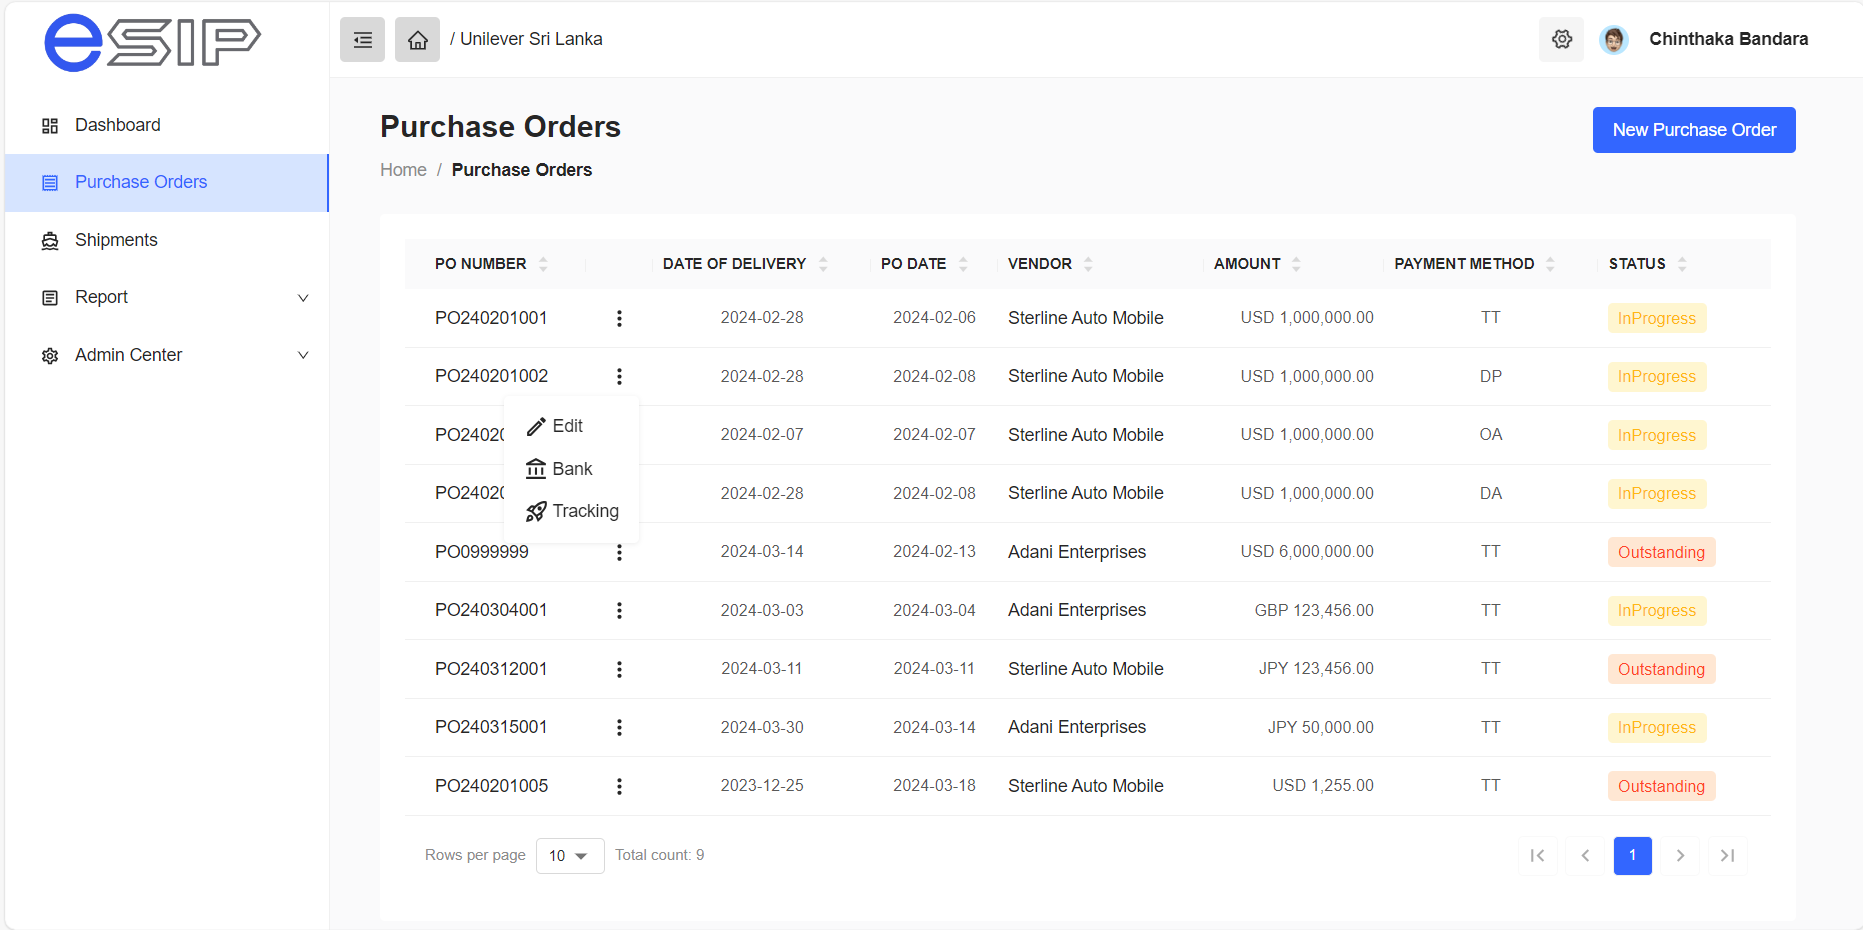 eSIP
/ Unilever Sri Lanka
Chinthaka Bandara
Dashboard
Purchase Orders
Shipments
Report
Admin Center
Purchase Orders
New Purchase Order
Home / Purchase Orders
PO NUMBER DATE OF DELIVERY PO DATE VENDOR AMOUNT PAYMENT METHOD STATUS
PO240201001 2024-02-28 2024-02-06 Sterline Auto Mobile USD 1,000,000.00 TT InProgress
PO240201002 2024-02-28 2024-02-08 Sterline Auto Mobile USD 1,000,000.00 DP InProgress
PO24020 2024-02-07 2024-02-07 Sterline Auto Mobile USD 1,000,000.00 OA InProgress
PO24020 2024-02-28 2024-02-08 Sterline Auto Mobile USD 1,000,000.00 DA InProgress
Edit
Bank
Tracking
PO0999999 2024-03-14 2024-02-13 Adani Enterprises USD 6,000,000.00 TT Outstanding
PO240304001 2024-03-03 2024-03-04 Adani Enterprises GBP 123,456.00 TT InProgress
PO240312001 2024-03-11 2024-03-11 Sterline Auto Mobile JPY 123,456.00 TT Outstanding
PO240315001 2024-03-30 2024-03-14 Adani Enterprises JPY 50,000.00 TT InProgress
PO240201005 2023-12-25 2024-03-18 Sterline Auto Mobile USD 1,255.00 TT Outstanding
Rows per page 10 Total count: 9
1